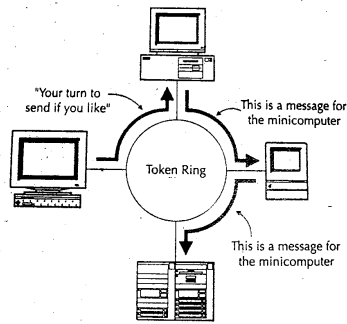 "Your turn to
send if you like"
This is a message for
the minicomputer
Token Ring
This is a message for
the minicomputer